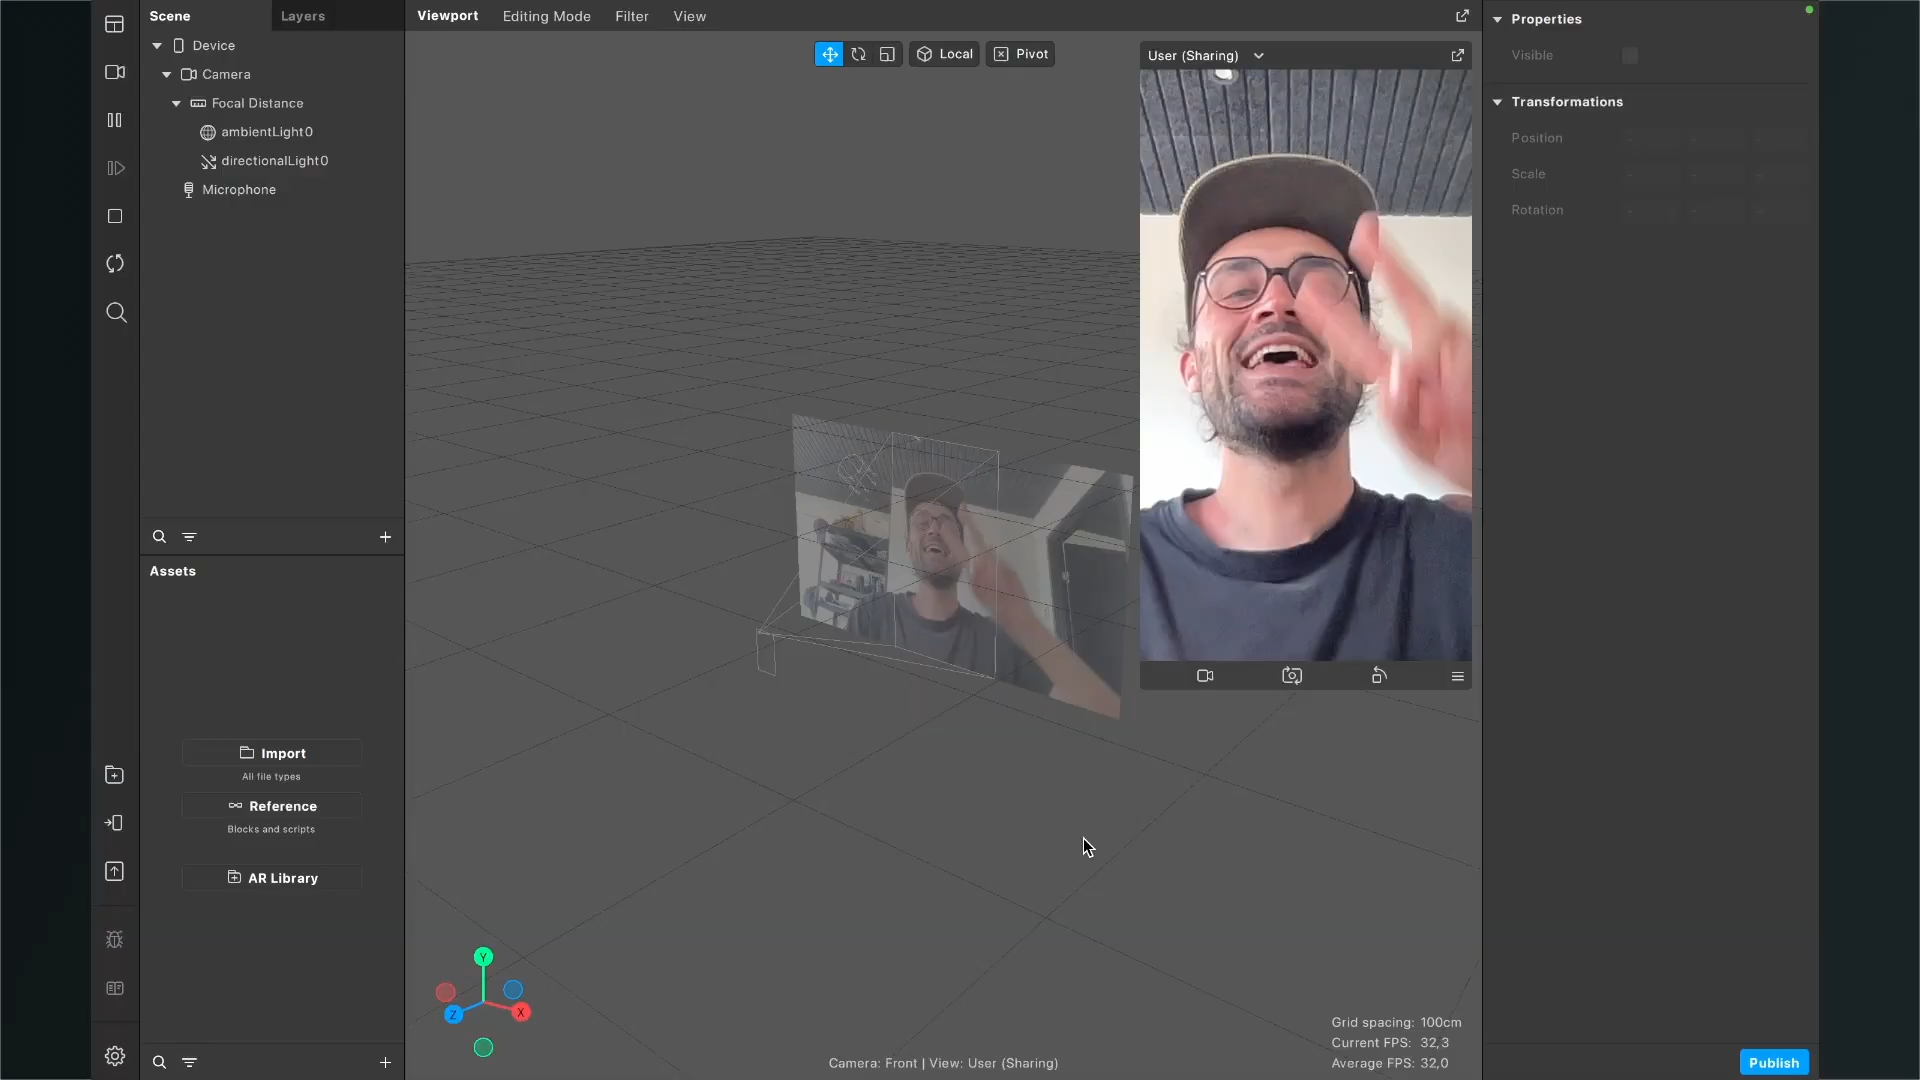 Scene
Layers
Device
Camera
Focal Distance
ambientLight0
directionalLight0
Microphone
Assets
Import
All file types
Reference
Blocks and scripts
AR Library
Viewport
Editing Mode
Filter
View
Local
Pivot
User (Sharing)
Y
Z
X
Camera: Front | View: User (Sharing)
Grid spacing: 100cm
Current FPS: 32,3
Average FPS: 32,0
Properties
Visible
Transformations
Position
- - -
Scale
- - -
Rotation
- - -
Publish